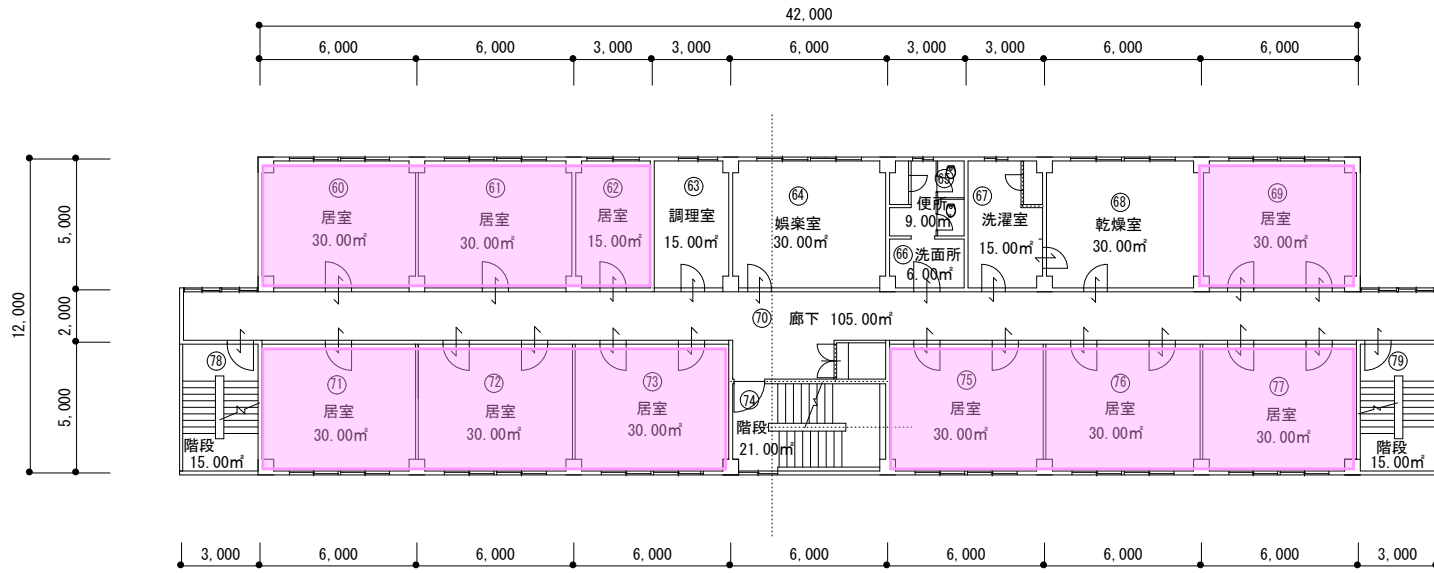 42,000
6,000 6,000 3,000 3,000 6,000 3,000 3,000 6,000 6,000
12,000
5,000
2,000
5,000
60
居室
30.00㎡
61
居室
30.00㎡
62
居室
15.00㎡
63
調理室
15.00㎡
64
娯楽室
30.00㎡
65
便所
9.00㎡
66 洗面所
6.00㎡
67
洗濯室
15.00㎡
68
乾燥室
30.00㎡
69
居室
30.00㎡
70 廊下 105.00㎡
78
階段
15.00㎡
71
居室
30.00㎡
72
居室
30.00㎡
73
居室
30.00㎡
74
階段
21.00㎡
75
居室
30.00㎡
76
居室
30.00㎡
77
居室
30.00㎡
79
階段
15.00㎡
3,000 6,000 6,000 6,000 6,000 6,000 6,000 6,000 3,000